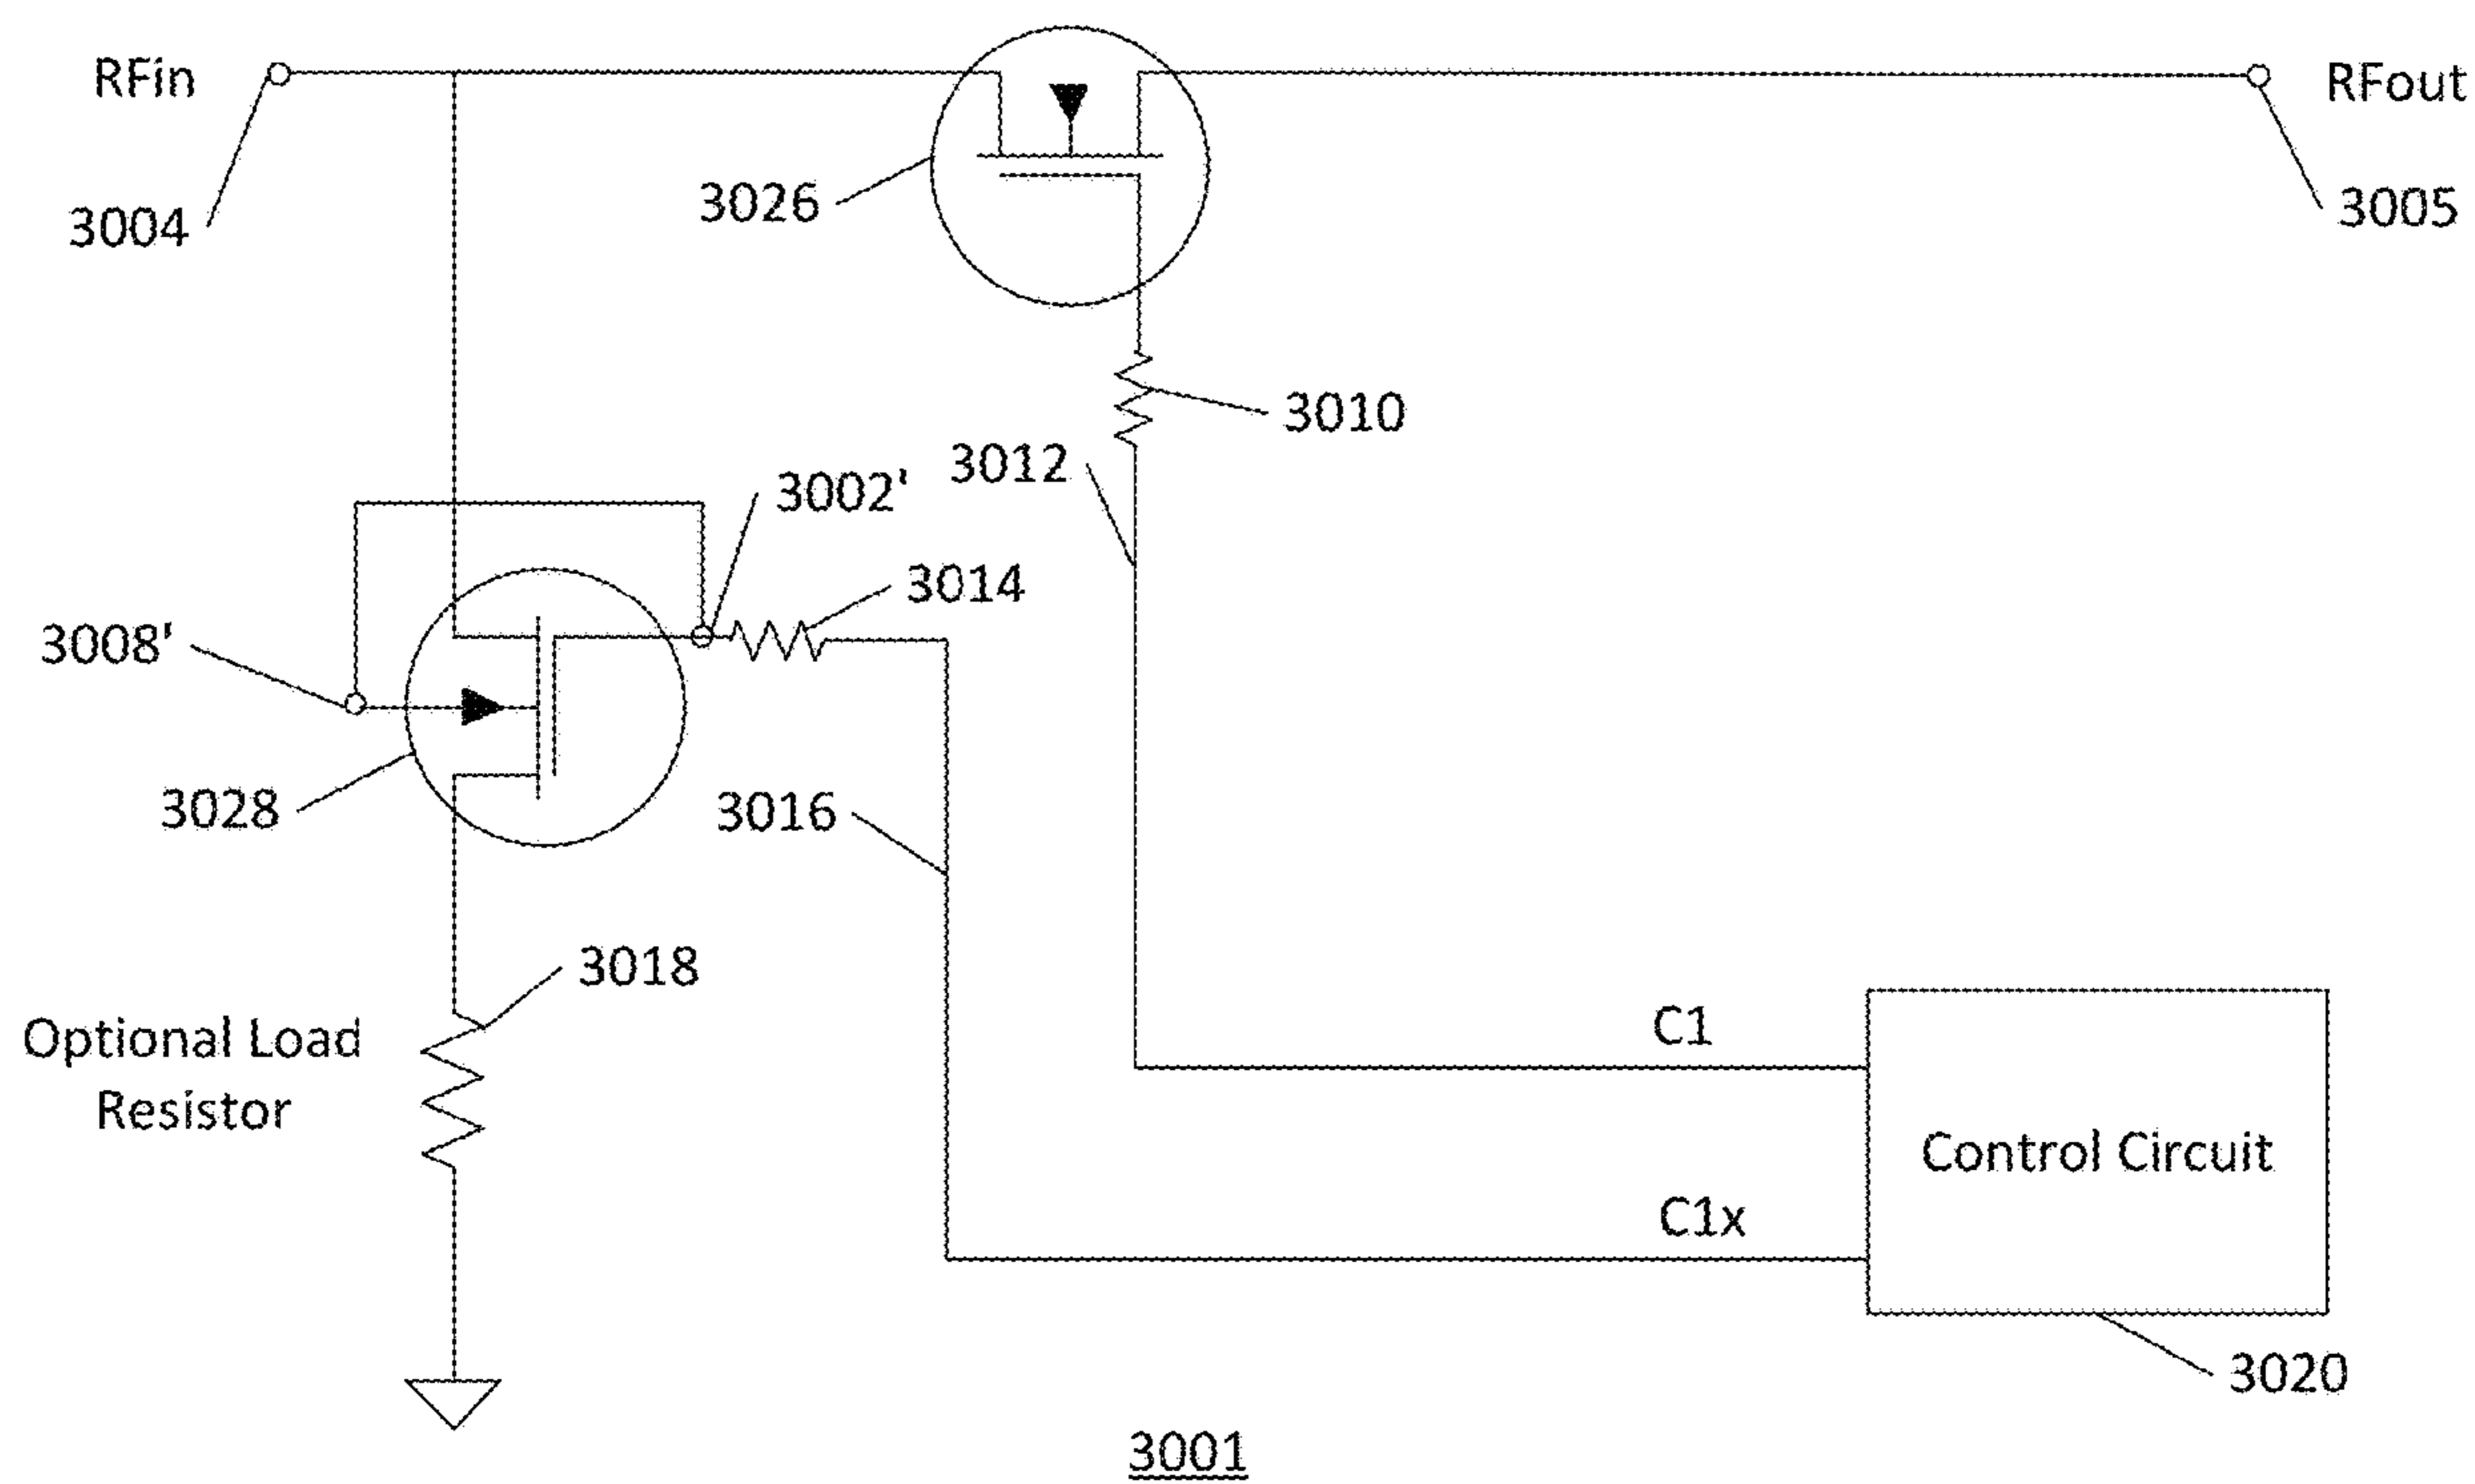 RFin
RFout
3004
3026
3005
3010
3012
3002'
3014
3008'
3028
3016
3018
Optional Load
Resistor
C1
Control Circuit
C1x
3020
3001